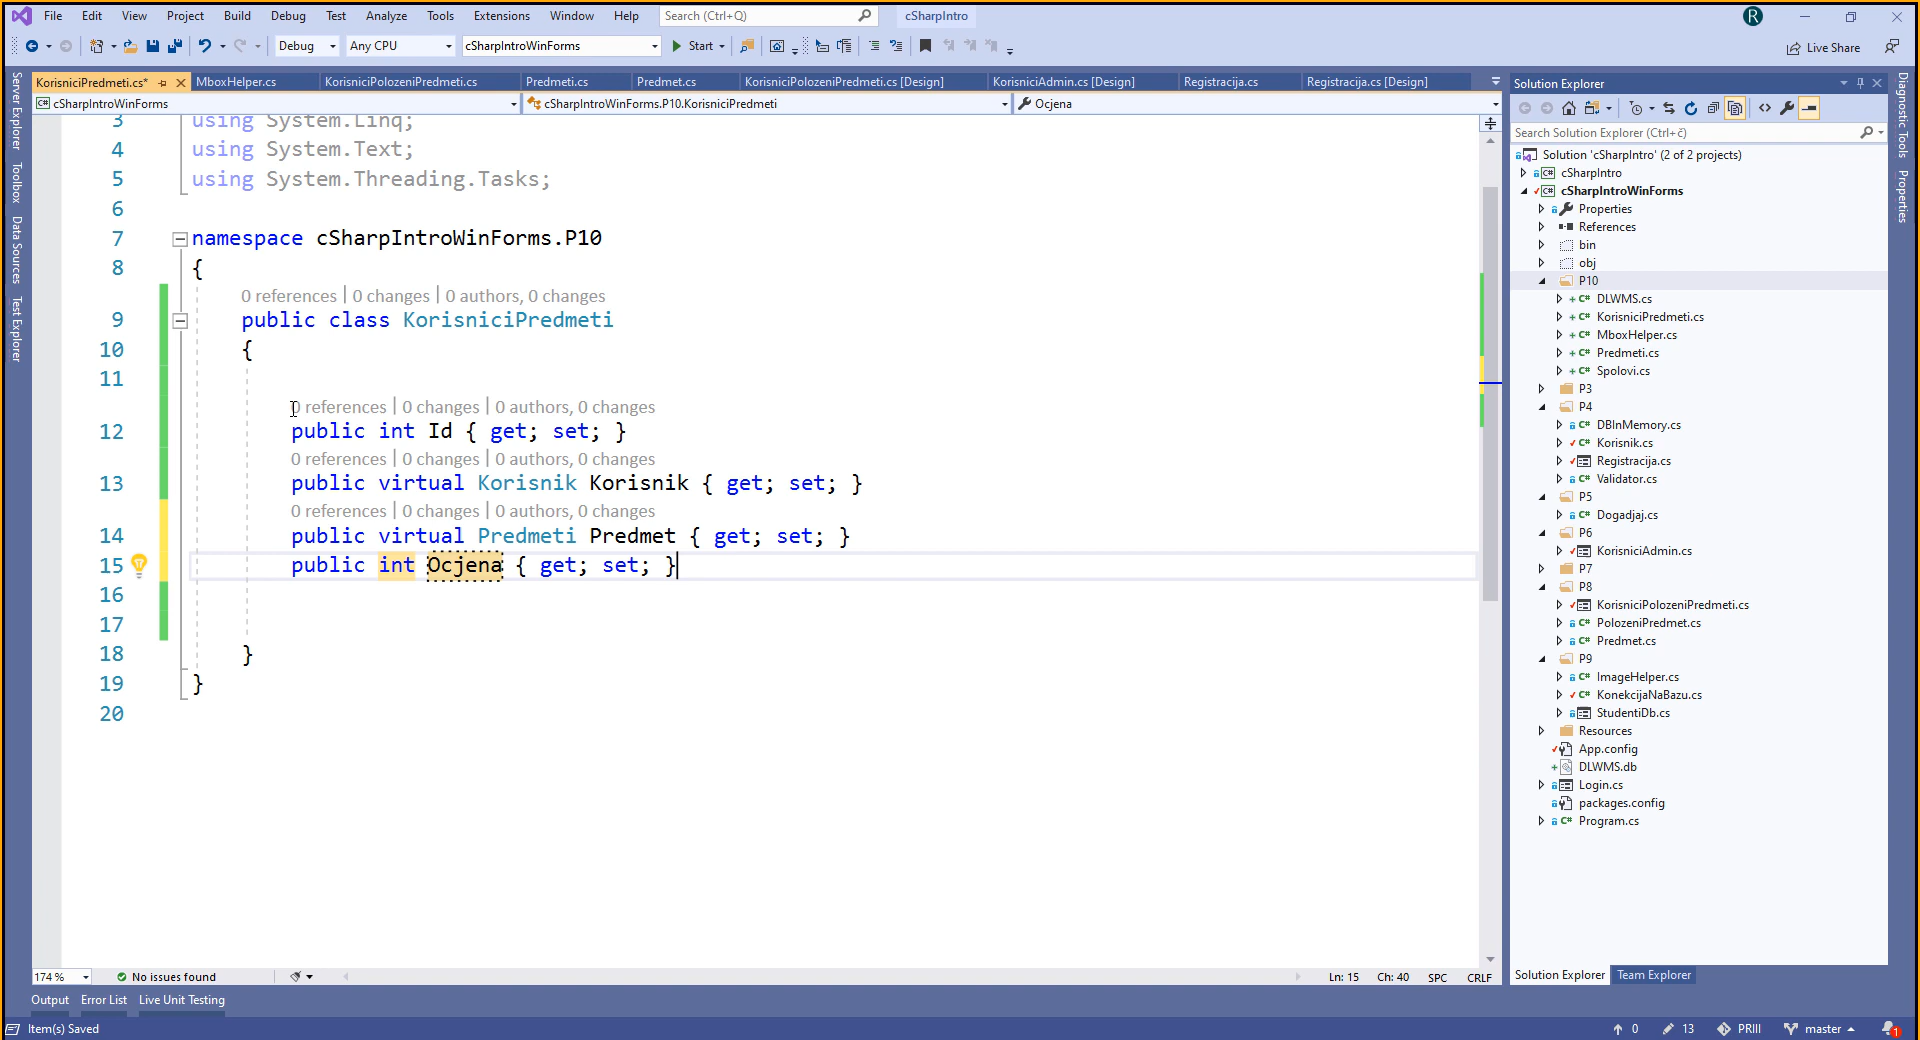 File Edit View Project Build Debug Test Analyze Tools Extensions Window Help Search (Ctrl+Q) cSharpIntro R
Debug Any CPU cSharpIntroWinForms Start Live Share
KorisniciPredmeti.cs* MboxHelper.cs KorisniciPolozeniPredmeti.cs Predmeti.cs Predmet.cs KorisniciPolozeniPredmeti.cs [Design] KorisniciAdmin.cs [Design] Registracija.cs Registracija.cs [Design]
cSharpIntroWinForms cSharpIntroWinForms.P10.KorisniciPredmeti Ocjena
Server Explorer
Toolbox
Data Sources
Test Explorer
3 using System.Linq;
4 using System.Text;
5 using System.Threading.Tasks;
6
7 namespace cSharpIntroWinForms.P10
8 {
0 references | 0 changes | 0 authors, 0 changes
9 public class KorisniciPredmeti
10 {
11
0 references | 0 changes | 0 authors, 0 changes
12 public int Id { get; set; }
0 references | 0 changes | 0 authors, 0 changes
13 public virtual Korisnik Korisnik { get; set; }
0 references | 0 changes | 0 authors, 0 changes
14 public virtual Predmeti Predmet { get; set; }
15 public int Ocjena { get; set; }
16
17
18 }
19 }
20
174 % No issues found Ln: 15 Ch: 40 SPC CRLF
Solution Explorer
Search Solution Explorer (Ctrl+č)
Solution 'cSharpIntro' (2 of 2 projects)
cSharpIntro
cSharpIntroWinForms
Properties
References
bin
obj
P10
DLWMS.cs
KorisniciPredmeti.cs
MboxHelper.cs
Predmeti.cs
Spolovi.cs
P3
P4
DBInMemory.cs
Korisnik.cs
Registracija.cs
Validator.cs
P5
Dogadjaj.cs
P6
KorisniciAdmin.cs
P7
P8
KorisniciPolozeniPredmeti.cs
PolozeniPredmet.cs
Predmet.cs
P9
ImageHelper.cs
KonekcijaNaBazu.cs
StudentiDb.cs
Resources
App.config
DLWMS.db
Login.cs
packages.config
Program.cs
Solution Explorer Team Explorer
Diagnostic Tools
Properties
Output Error List Live Unit Testing
Item(s) Saved 0 13 PRIII master 1